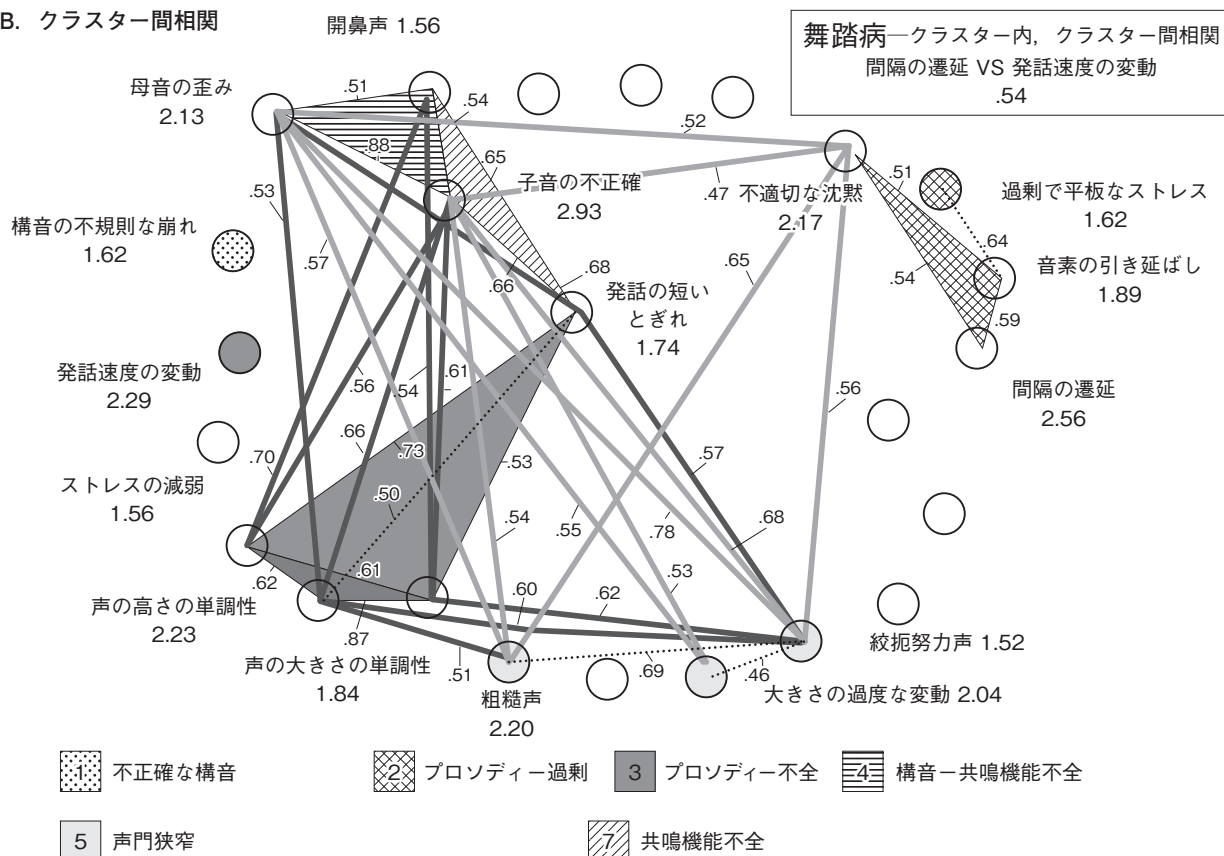 B. クラスター間相関
開鼻声 1.56
舞踏病―クラスター内，クラスター間相関
間隔の遷延 VS 発話速度の変動
.54
母音の歪み
2.13
.51
.54
.52
.88
.65
子音の不正確
2.93
.47
不適切な沈黙
2.17
.51
過剰で平板なストレス
1.62
.53
構音の不規則な崩れ
1.62
.57
.66
.68
.65
.54
.64
音素の引き延ばし
1.89
発話の短い
とぎれ
1.74
.59
発話速度の変動
2.29
.56
.54
.61
.56
間隔の遷延
2.56
.70
.66
.73
.53
.57
ストレスの減弱
1.56
.50
.54
.55
.78
.68
.62
.61
.53
声の高さの単調性
2.23
.87
.60
.62
声の大きさの単調性
1.84
.51
粗糙声
2.20
.69
.46
絞扼努力声 1.52
大きさの過度な変動 2.04
1 不正確な構音
2 プロソディー過剰
3 プロソディー不全
4 構音－共鳴機能不全
5 声門狭窄
7 共鳴機能不全